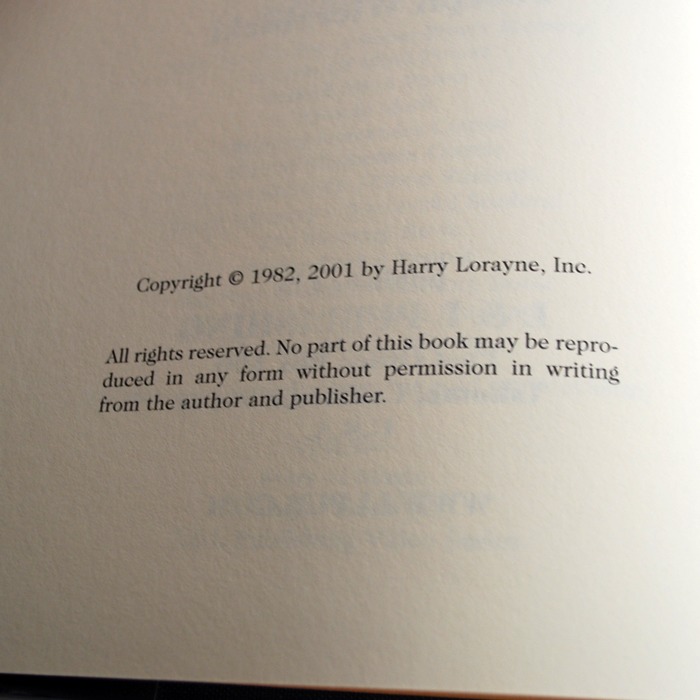 Copyright © 1982, 2001 by Harry Lorayne, Inc.
All rights reserved. No part of this book may be repro-
duced in any form without permission in writing
from the author and publisher.